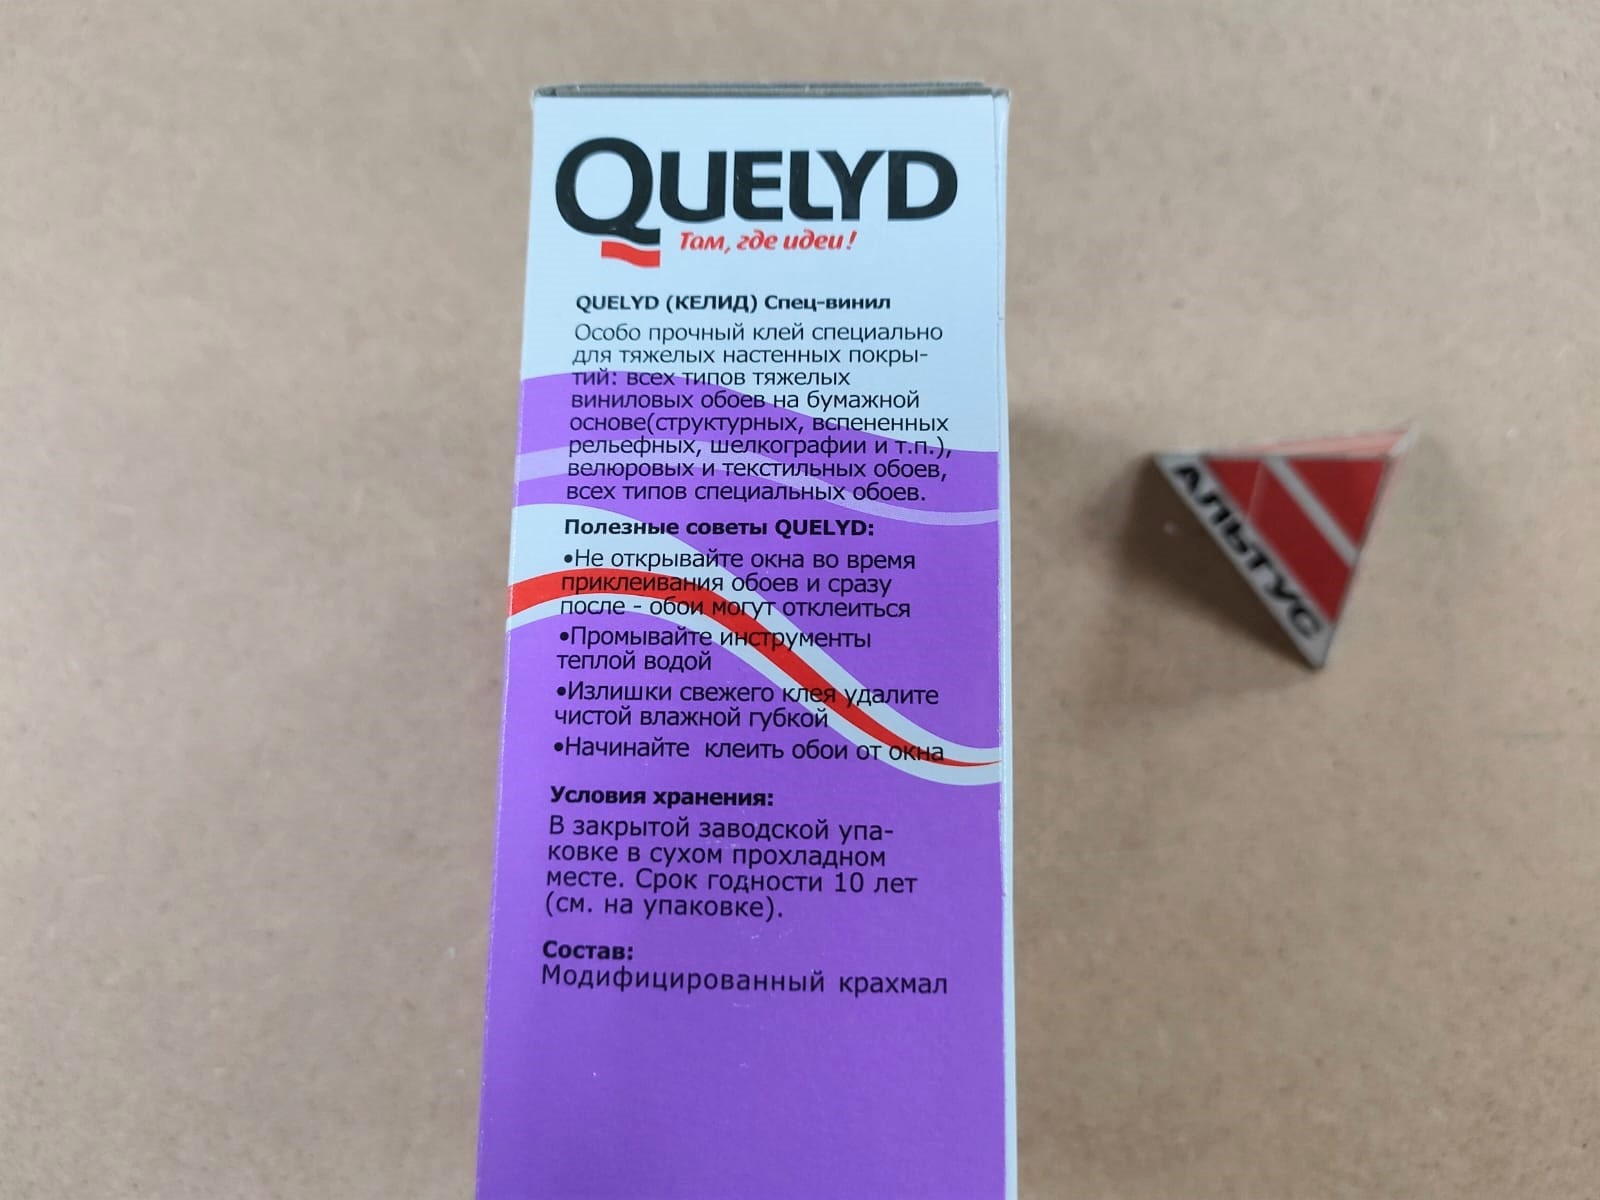 QUELYD
Там, где идеи!
QUELYD (КЕЛИД) Спец-винил
Особо прочный клей специально
для тяжелых настенных покры-
тий: всех типов тяжелых
виниловых обоев на бумажной
основе(структурных, вспененных
рельефных, шелкографии и т.п.),
велюровых и текстильных обоев,
всех типов специальных обоев.
Полезные советы QUELYD:
•Не открывайте окна во время
приклеивания обоев и сразу
после - обои могут отклеиться
•Промывайте инструменты
теплой водой
•Излишки свежего клея удалите
чистой влажной губкой
•Начинайте клеить обои от окна
Условия хранения:
В закрытой заводской упа-
ковке в сухом прохладном
месте. Срок годности 10 лет
(см. на упаковке).
Состав:
Модифицированный крахмал
АЛЬТУС